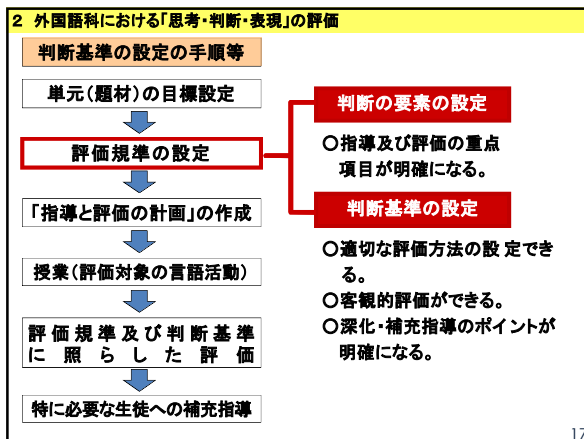 2 外国語科における「思考・判断・表現」の評価
判断基準の設定の手順等
単元(題材)の目標設定
評価規準の設定
「指導と評価の計画」の作成
授業(評価対象の言語活動)
評価規準及び判断基準
に照らした評価
特に必要な生徒への補充指導
判断の要素の設定
○指導及び評価の重点
項目が明確になる。
判断基準の設定
○適切な評価方法の設 定でき
る。
○客観的評価ができる。
○深化・補充指導のポイントが
明確になる。
17